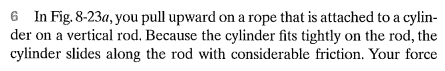 6 In Fig. 8-23a, you pull upward on a rope that is attached to a cylin-
der on a vertical rod. Because the cylinder fits tightly on the rod, the
cylinder slides along the rod with considerable friction. Your force